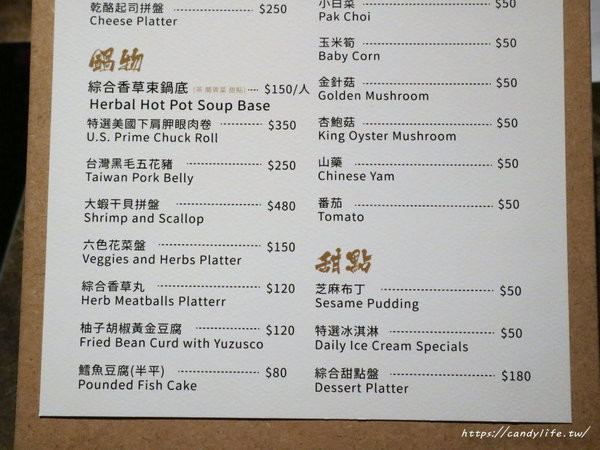 乾酪起司拼盤 $250
Cheese Platter
鍋物
綜合香草束鍋底 (茶 關東菜 甜點) $150/人
Herbal Hot Pot Soup Base
特選美國下肩胛眼肉卷 $350
U.S. Prime Chuck Roll
台灣黑毛五花豬 $250
Taiwan Pork Belly
大蝦干貝拼盤 $480
Shrimp and Scallop
六色花菜盤 $150
Veggies and Herbs Platter
綜合香草丸 $120
Herb Meatballs Platterr
柚子胡椒黃金豆腐 $120
Fried Bean Curd with Yuzusco
鱈魚豆腐(半平) $80
Pounded Fish Cake
小白菜 $50
Pak Choi
玉米筍 $50
Baby Corn
金針菇 $50
Golden Mushroom
杏鮑菇 $50
King Oyster Mushroom
山藥 $50
Chinese Yam
番茄 $50
Tomato
甜點
芝麻布丁 $50
Sesame Pudding
特選冰淇淋 $50
Daily Ice Cream Specials
綜合甜點盤 $180
Dessert Platter
https://candylife.tw/